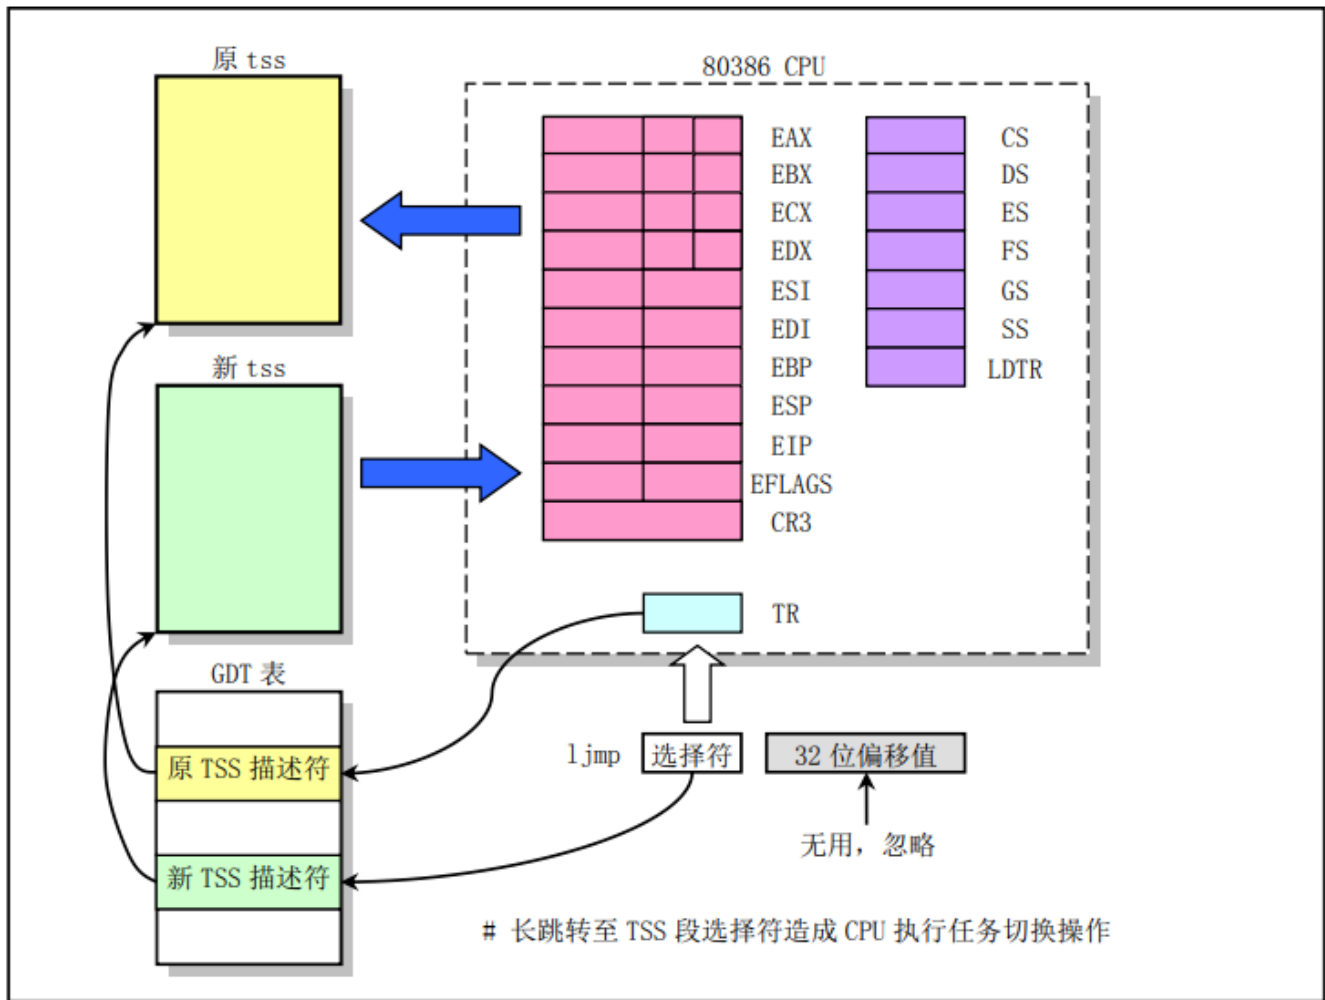 原 tss
80386 CPU
EAX
CS
EBX
DS
ECX
ES
EDX
FS
ESI
GS
EDI
SS
EBP
LDTR
ESP
EIP
EFLAGS
CR3
新 tss
TR
GDT 表
原 TSS 描述符
新 TSS 描述符
ljmp 选择符 32 位偏移值
无用，忽略
# 长跳转至 TSS 段选择符造成 CPU 执行任务切换操作